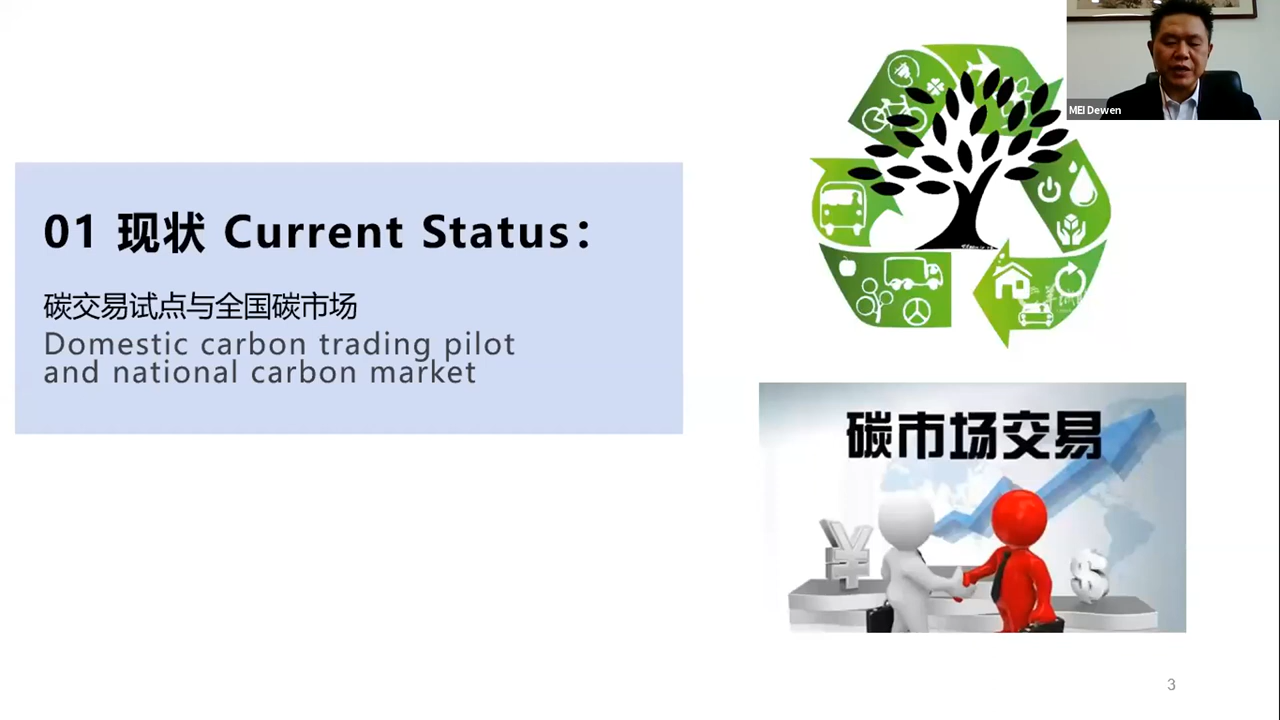 MEI Dewen
01 现状 Current Status：
碳交易试点与全国碳市场
Domestic carbon trading pilot
and national carbon market
碳市场交易
¥
$
3